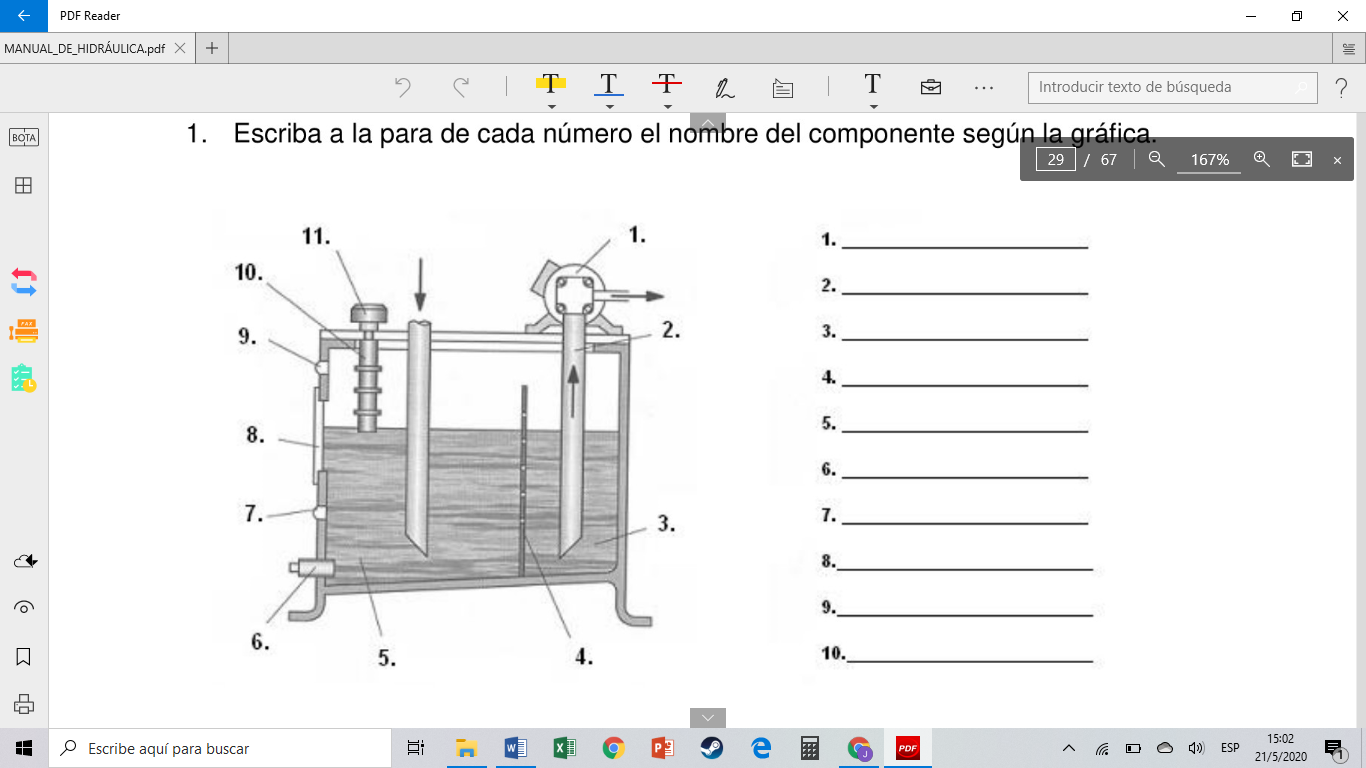 PDF Reader
MANUAL_DE_HIDRÁULICA.pdf
Introducir texto de búsqueda
BOTA
1. Escriba a la para de cada número el nombre del componente según la gráfica.
29 / 67
167%
11.
1.
10.
9.
2.
8.
7.
3.
6.
5.
4.
1.
2.
3.
4.
5.
6.
7.
8.
9.
10.
Escribe aquí para buscar
ESP
15:02
21/5/2020
PDF
1